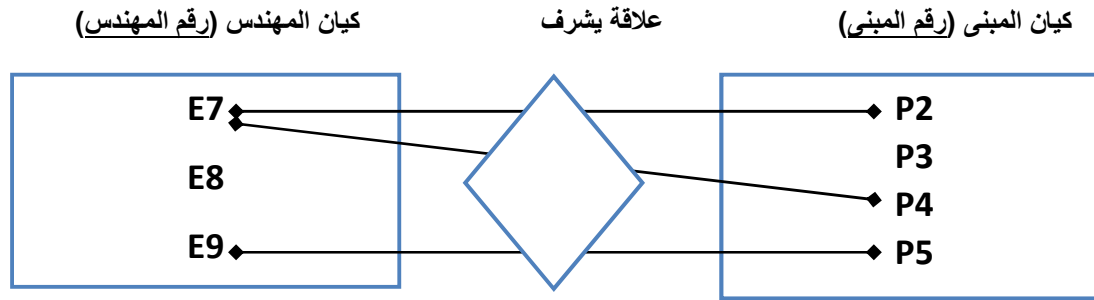 كيان المبنى (رقم المبنى) علاقة يشرف كيان المهندس (رقم المهندس)
E7 P2
P3
E8
P4
E9 P5